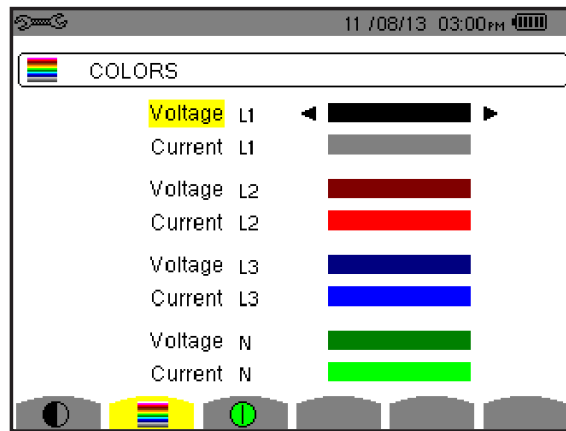 11 /08/13 03:00PM
COLORS
Voltage L1
Current L1
Voltage L2
Current L2
Voltage L3
Current L3
Voltage N
Current N